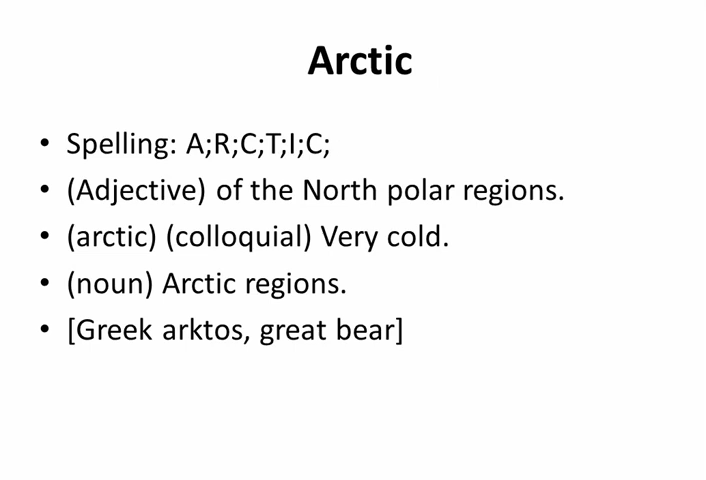 Arctic
• Spelling: A;R;C;T;I;C;
• (Adjective) of the North polar regions.
• (arctic) (colloquial) Very cold.
• (noun) Arctic regions.
• [Greek arktos, great bear]